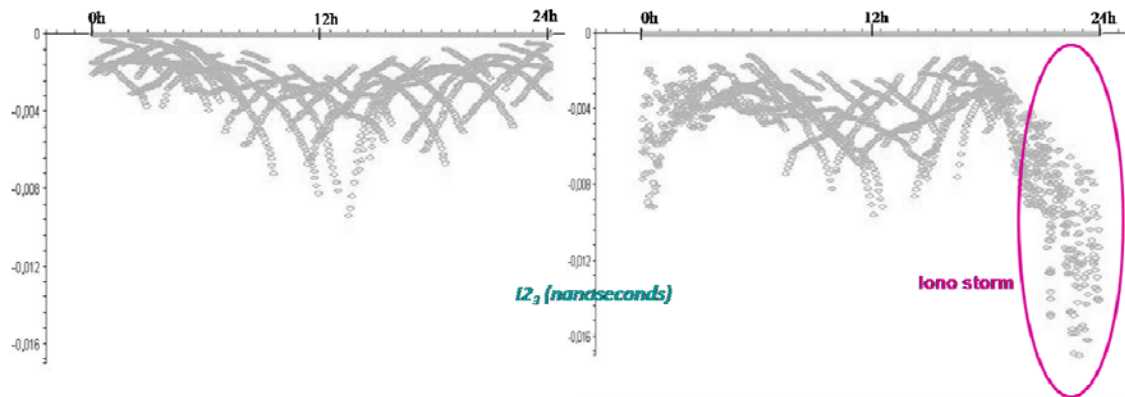 0h 12h 24h
0
-0,004
-0,008
-0,012
-0,016
I2₃ (nanoseconds)
0h 12h 24h
0
-0,004
-0,008
-0,012
-0,016
Iono storm